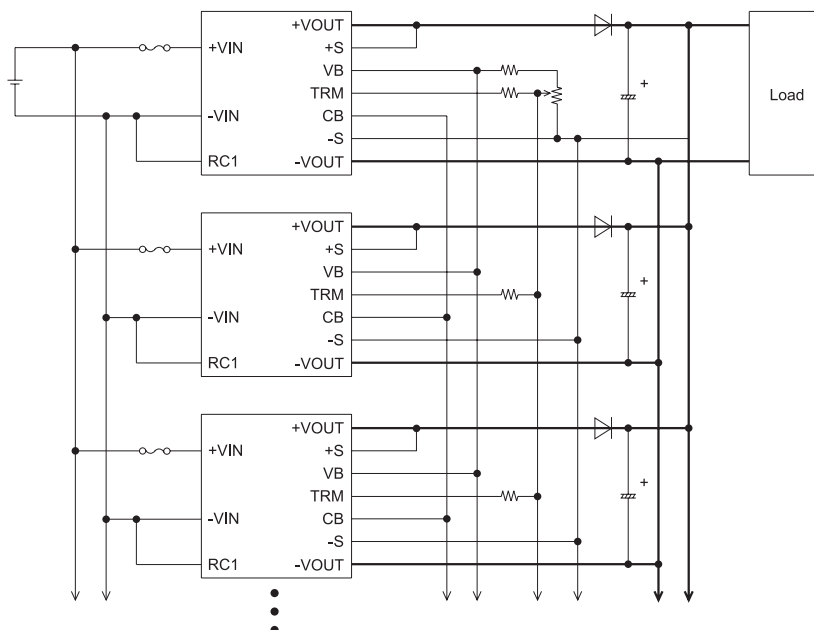 +VOUT
+VIN
+S
VB
TRM
Load
-VIN
CB
-S
RC1
-VOUT
+
+VOUT
+VIN
+S
VB
TRM
-VIN
CB
-S
RC1
-VOUT
+
+VOUT
+VIN
+S
VB
TRM
-VIN
CB
-S
RC1
-VOUT
+